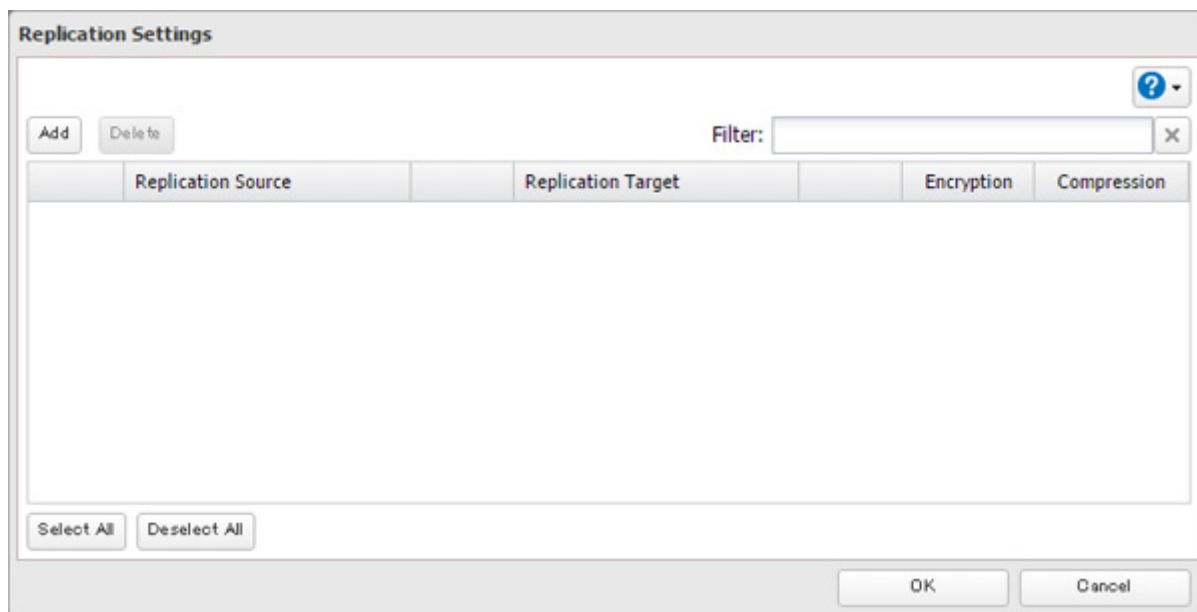 Replication Settings
?
Add Delete Filter:
Replication Source Replication Target Encryption Compression
Select All Deselect All
OK Cancel